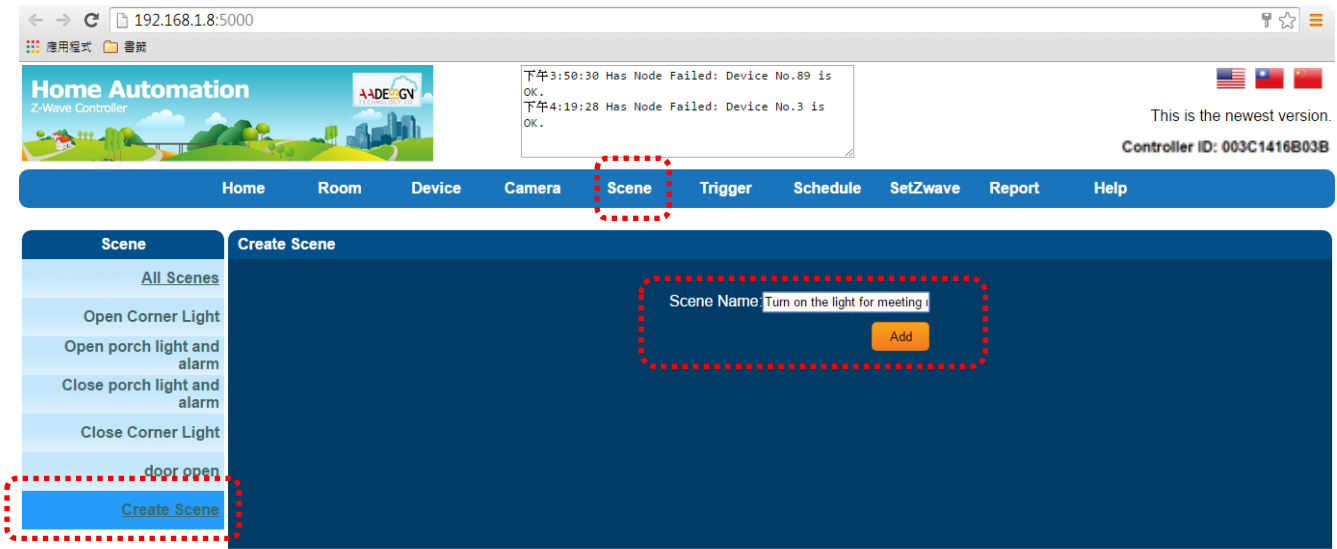 192.168.1.8:5000
應用程式 書籤
Home Automation
Z-Wave Controller
AADESIGN
TECHNOLOGY CO.
下午3:50:30 Has Node Failed: Device No.89 is
OK.
下午4:19:28 Has Node Failed: Device No.3 is
OK.
This is the newest version.
Controller ID: 003C1416B03B
Home Room Device Camera Scene Trigger Schedule SetZwave Report Help
Scene
All Scenes
Open Corner Light
Open porch light and
alarm
Close porch light and
alarm
Close Corner Light
door open
Create Scene
Create Scene
Scene Name: Turn on the light for meeting
Add